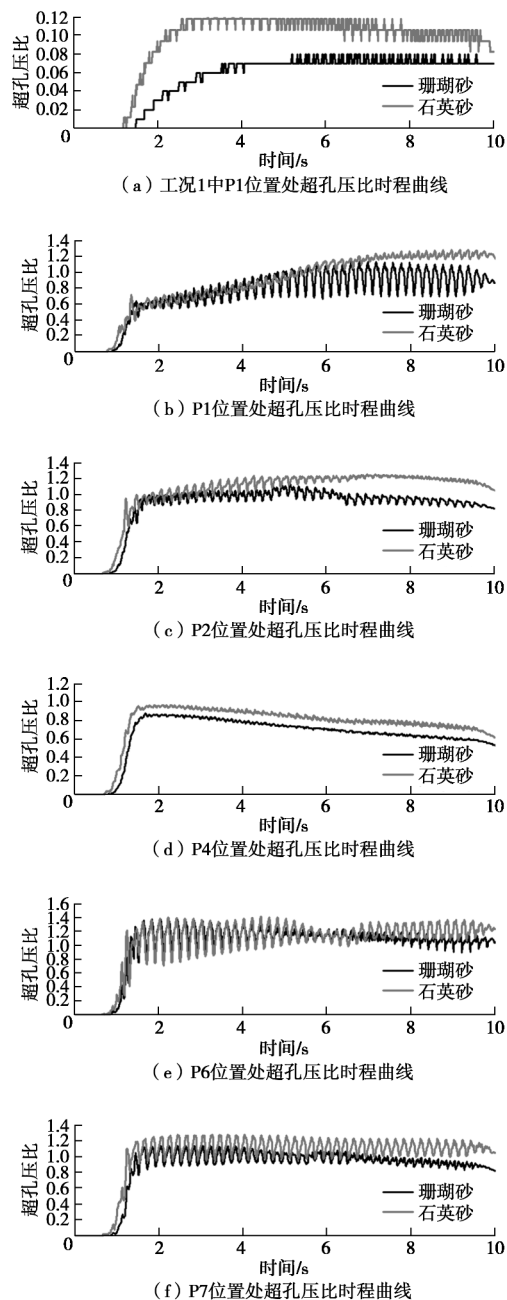 0.12
0.10
0.08
0.06
0.04
0.02
0
超孔压比
珊瑚砂
石英砂
2 4 6 8 10
时间/s
（a）工况1中P1位置处超孔压比时程曲线
1.4
1.2
1.0
0.8
0.6
0.4
0.2
0
超孔压比
珊瑚砂
石英砂
2 4 6 8 10
时间/s
（b）P1位置处超孔压比时程曲线
1.4
1.2
1.0
0.8
0.6
0.4
0.2
0
超孔压比
珊瑚砂
石英砂
2 4 6 8 10
时间/s
（c）P2位置处超孔压比时程曲线
1.2
1.0
0.8
0.6
0.4
0.2
0
超孔压比
珊瑚砂
石英砂
2 4 6 8 10
时间/s
（d）P4位置处超孔压比时程曲线
1.6
1.4
1.2
1.0
0.8
0.6
0.4
0.2
0
超孔压比
珊瑚砂
石英砂
2 4 6 8 10
时间/s
（e）P6位置处超孔压比时程曲线
1.4
1.2
1.0
0.8
0.6
0.4
0.2
0
超孔压比
珊瑚砂
石英砂
2 4 6 8 10
时间/s
（f）P7位置处超孔压比时程曲线